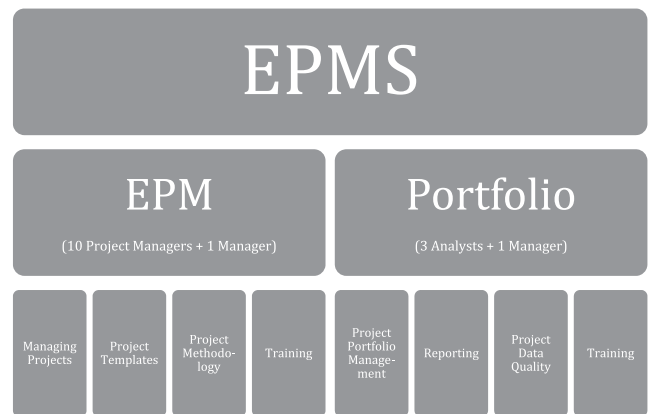 EPMS
EPM
(10 Project Managers + 1 Manager)
Portfolio
(3 Analysts + 1 Manager)
Managing
Projects
Project
Templates
Project
Methodo-
logy
Training
Project
Portfolio
Manage-
ment
Reporting
Project
Data
Quality
Training